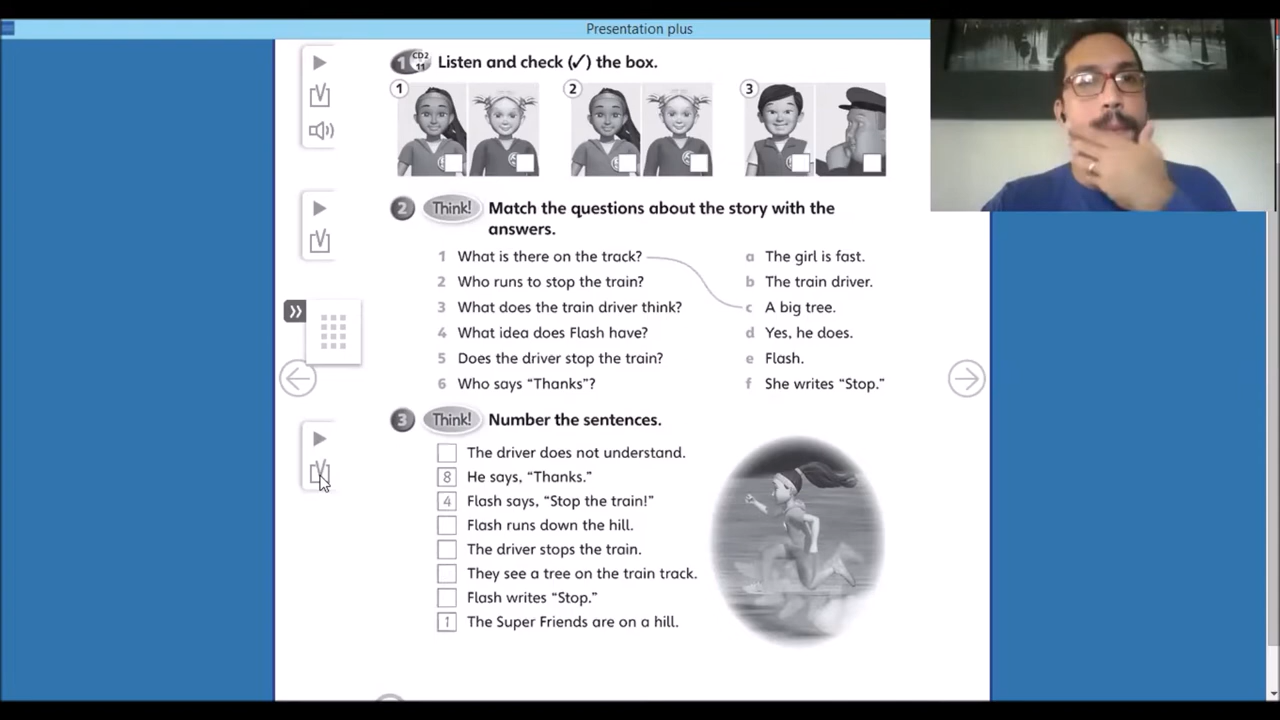 Presentation plus
1 CD2 11 Listen and check (✓) the box.
1 2 3
2 Think! Match the questions about the story with the
answers.
1 What is there on the track? a The girl is fast.
2 Who runs to stop the train? b The train driver.
3 What does the train driver think? c A big tree.
4 What idea does Flash have? d Yes, he does.
5 Does the driver stop the train? e Flash.
6 Who says “Thanks”? f She writes “Stop.”
3 Think! Number the sentences.
The driver does not understand.
8 He says, “Thanks.”
4 Flash says, “Stop the train!”
Flash runs down the hill.
The driver stops the train.
They see a tree on the train track.
Flash writes “Stop.”
1 The Super Friends are on a hill.